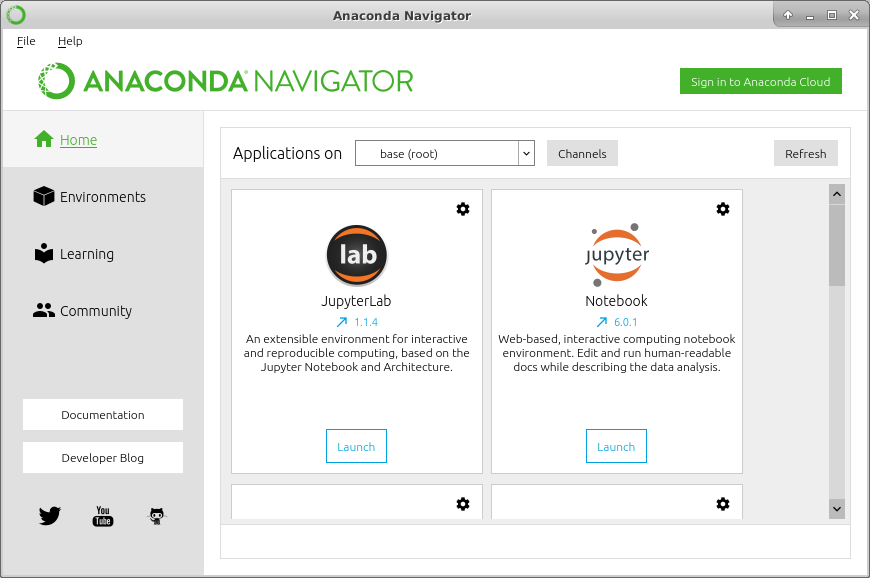 Anaconda Navigator
File Help
ANACONDA NAVIGATOR
Sign in to Anaconda Cloud
Home
Environments
Learning
Community
Documentation
Developer Blog
You
Tube
Applications on base (root) Channels Refresh
lab
JupyterLab
1.1.4
An extensible environment for interactive
and reproducible computing, based on the
Jupyter Notebook and Architecture.
Launch
jupyter
Notebook
6.0.1
Web-based, interactive computing notebook
environment. Edit and run human-readable
docs while describing the data analysis.
Launch